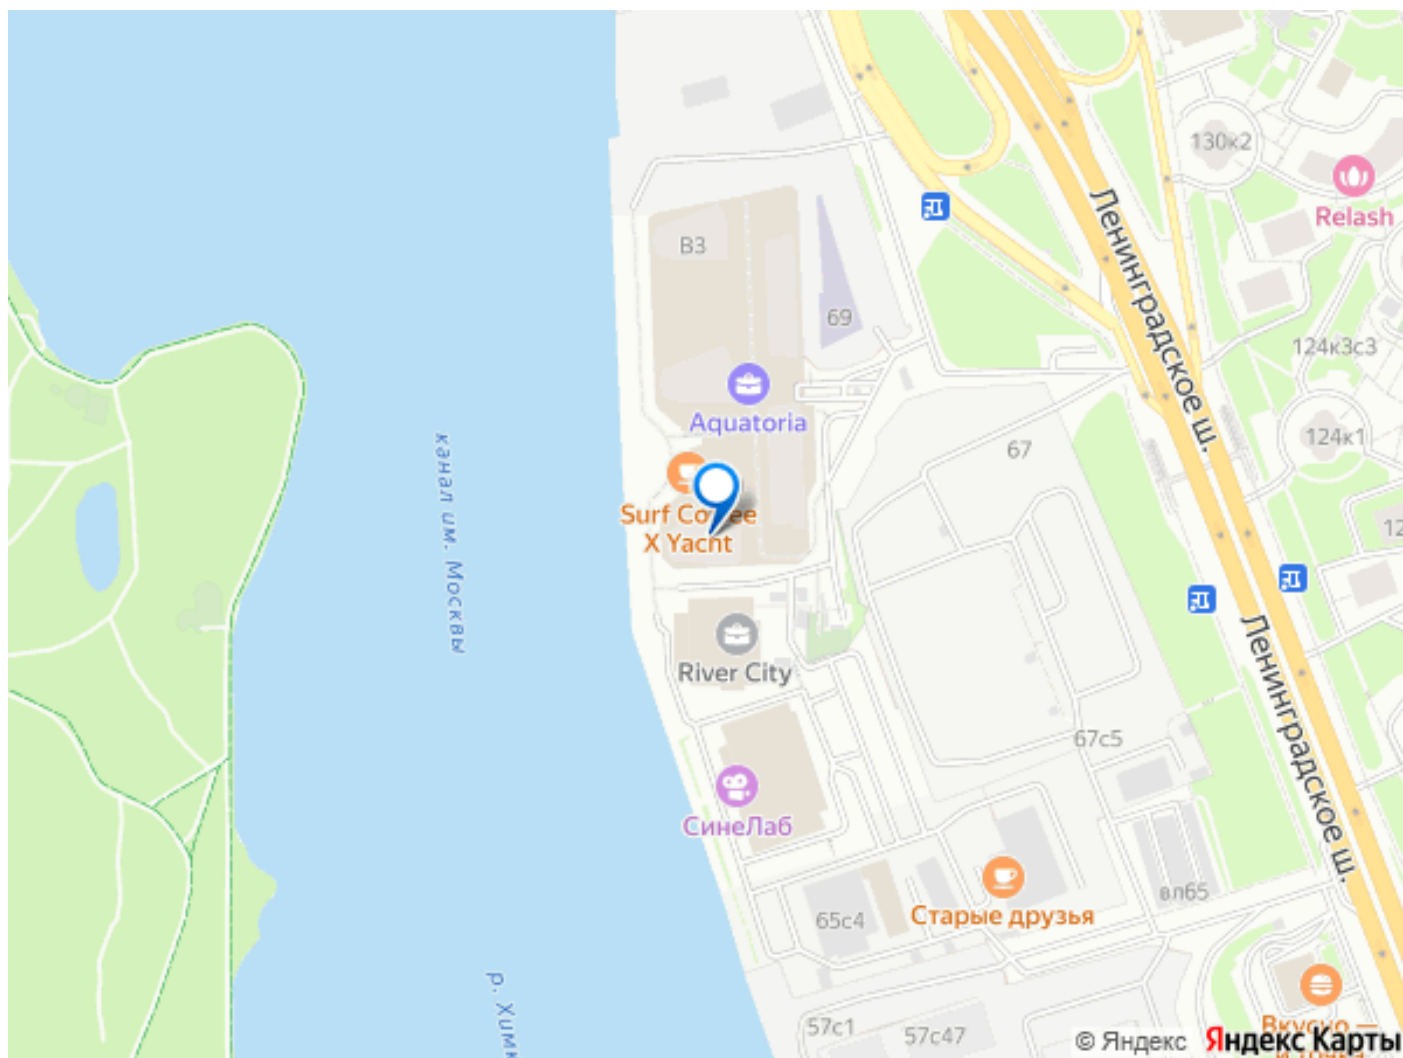 130к2
Relash
Ленинградское ш.
В3
69
124к3с3
Aquatoria
124к1
67
канал им. Москвы
Surf Coffee
X Yacht
River City
Ленинградское ш.
67с5
СинеЛаб
вл65
Старые друзья
65с4
р. Химк
57с1
57с47
Вкусно —
© Яндекс
Яндекс Карты